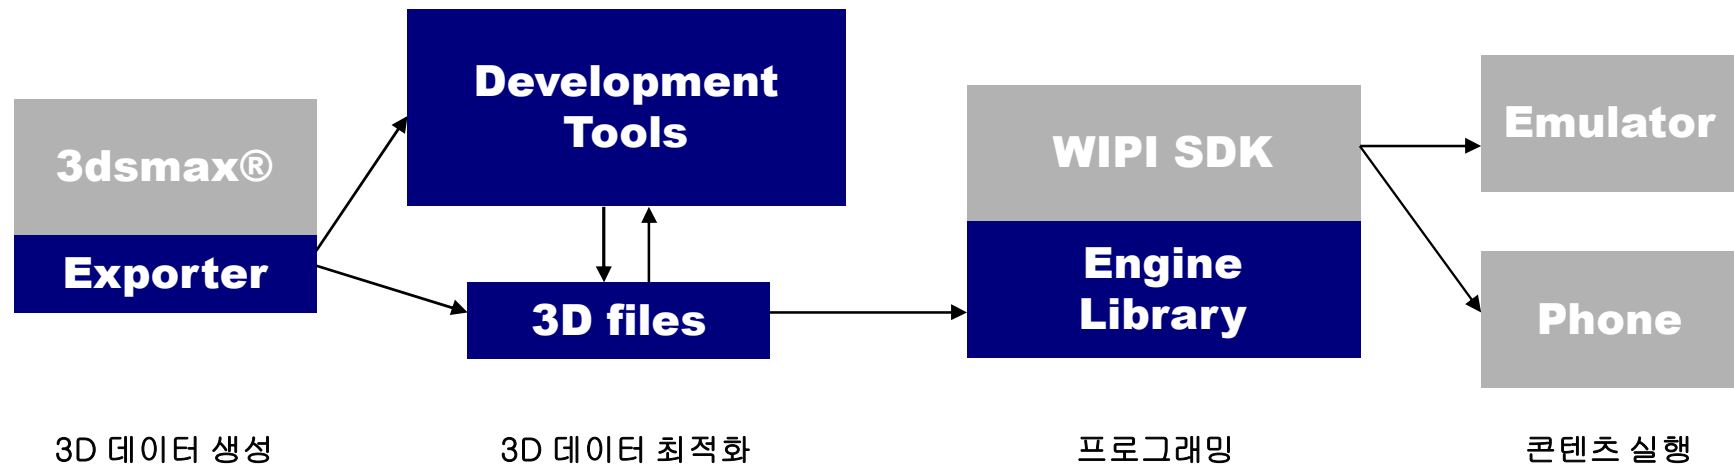 3dsmax®
Exporter
Development
Tools
3D files
WIPI SDK
Engine
Library
Emulator
Phone
3D 데이터 생성
3D 데이터 최적화
프로그래밍
콘텐츠 실행